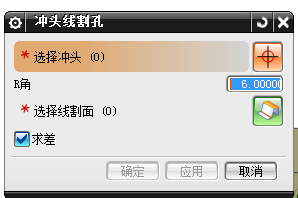 冲头线割孔
* 选择冲头 (0)
R角
6.00000
* 选择线割面 (0)
求差
确定
应用
取消